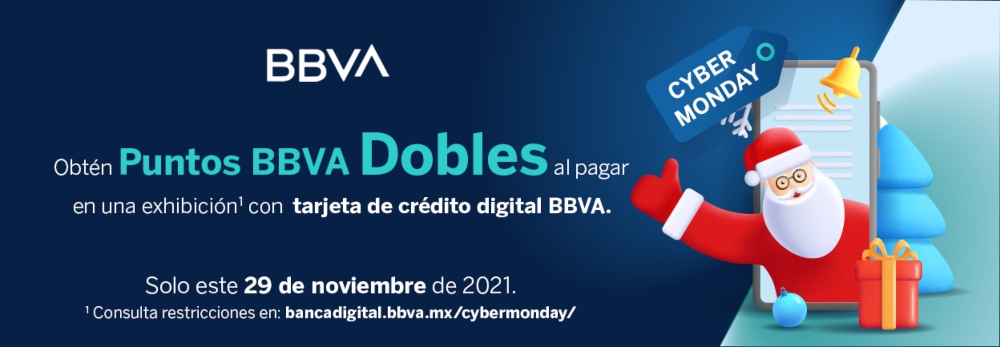 BBVA
CYBER
MONDAY
Obtén Puntos BBVA Dobles al pagar
en una exhibición¹ con tarjeta de crédito digital BBVA.
Solo este 29 de noviembre de 2021.
¹ Consulta restricciones en: bancadigital.bbva.mx/cybermonday/